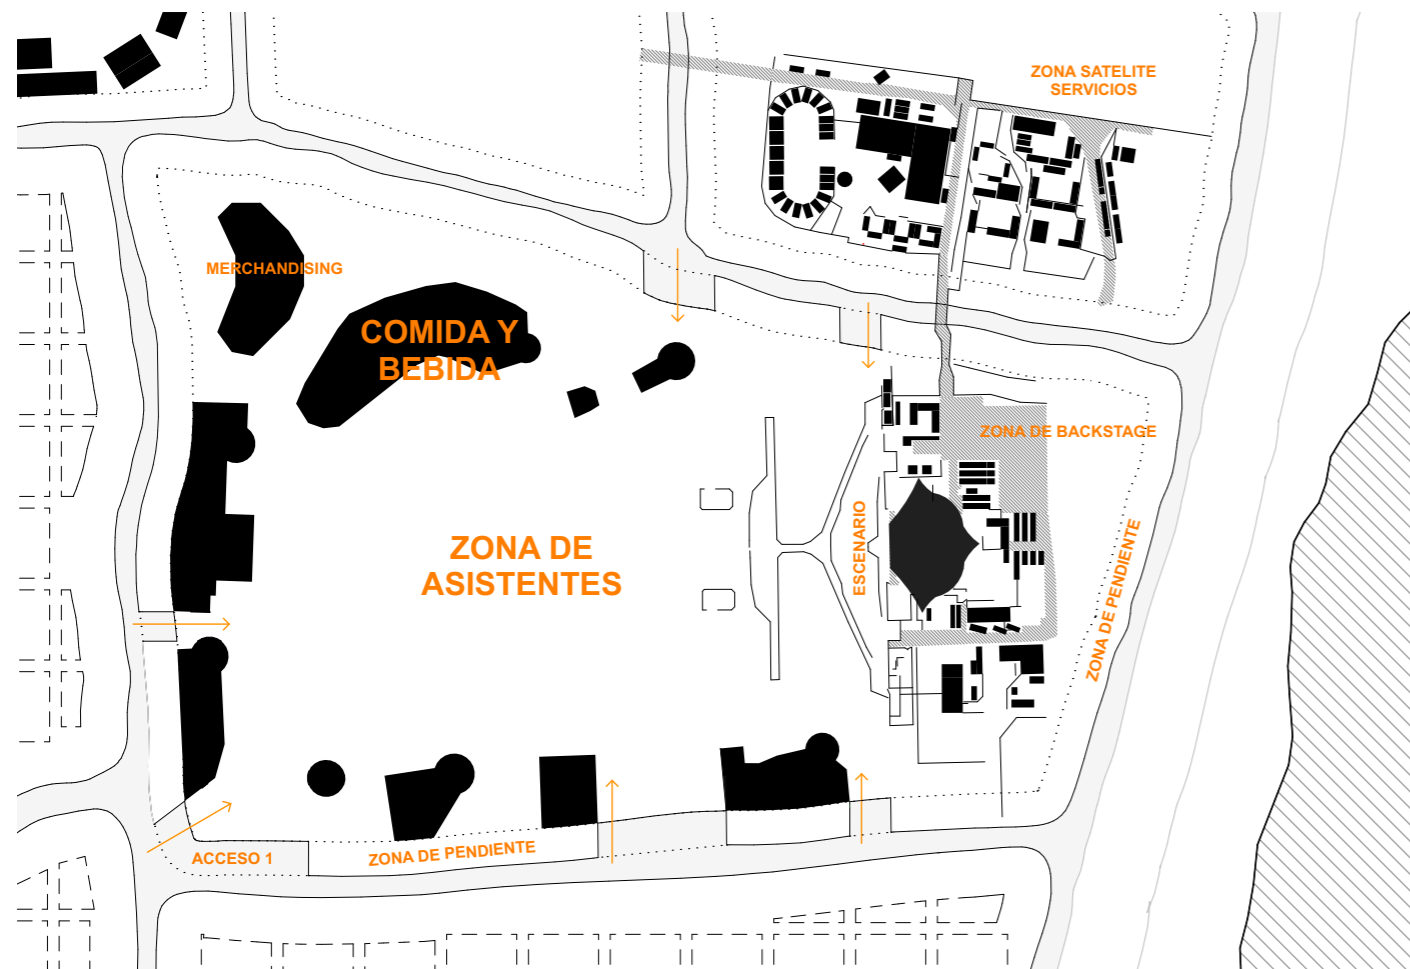 ZONA SATELITE
SERVICIOS
MERCHANDISING
COMIDA Y
BEBIDA
ZONA DE BACKSTAGE
ESCENARIO
ZONA DE
ASISTENTES
ZONA DE PENDIENTE
ZONA DE PENDIENTE
ACCESO 1